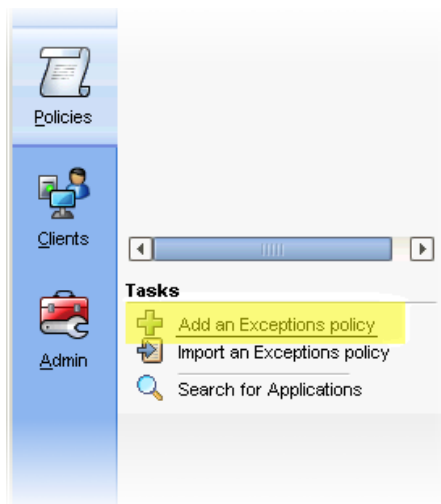 Policies
Clients
Admin
Tasks
Add an Exceptions policy
Import an Exceptions policy
Search for Applications